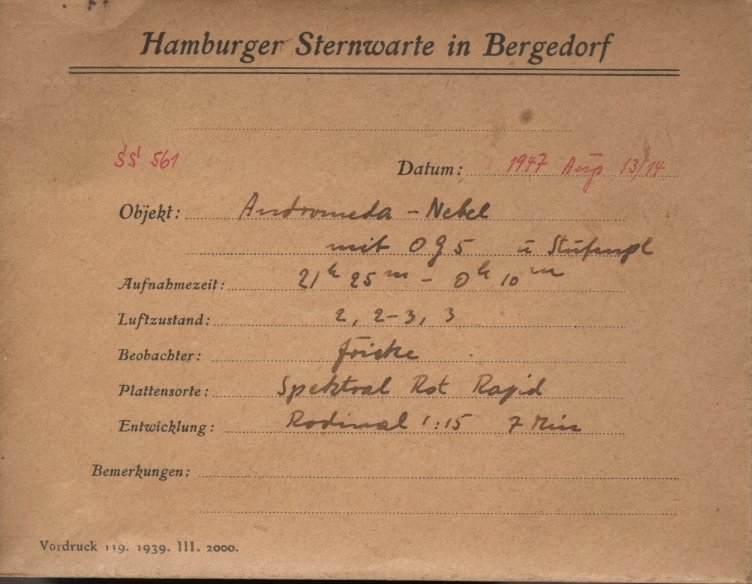 Hamburger Sternwarte in Bergedorf
SS' 561 Datum: 1947 Aug 13/14
Objekt: Andromeda-Nebel
mit OG5 u Stufenpl
Aufnahmezeit: 21h 25m - 0h 10m
Luftzustand: 2, 2-3, 3
Beobachter: Fricke
Plattensorte: Spektral Rot Rapid
Entwicklung: Rodinal 1:15 7 Min
Bemerkungen:
Vordruck 119. 1939. III. 2000.